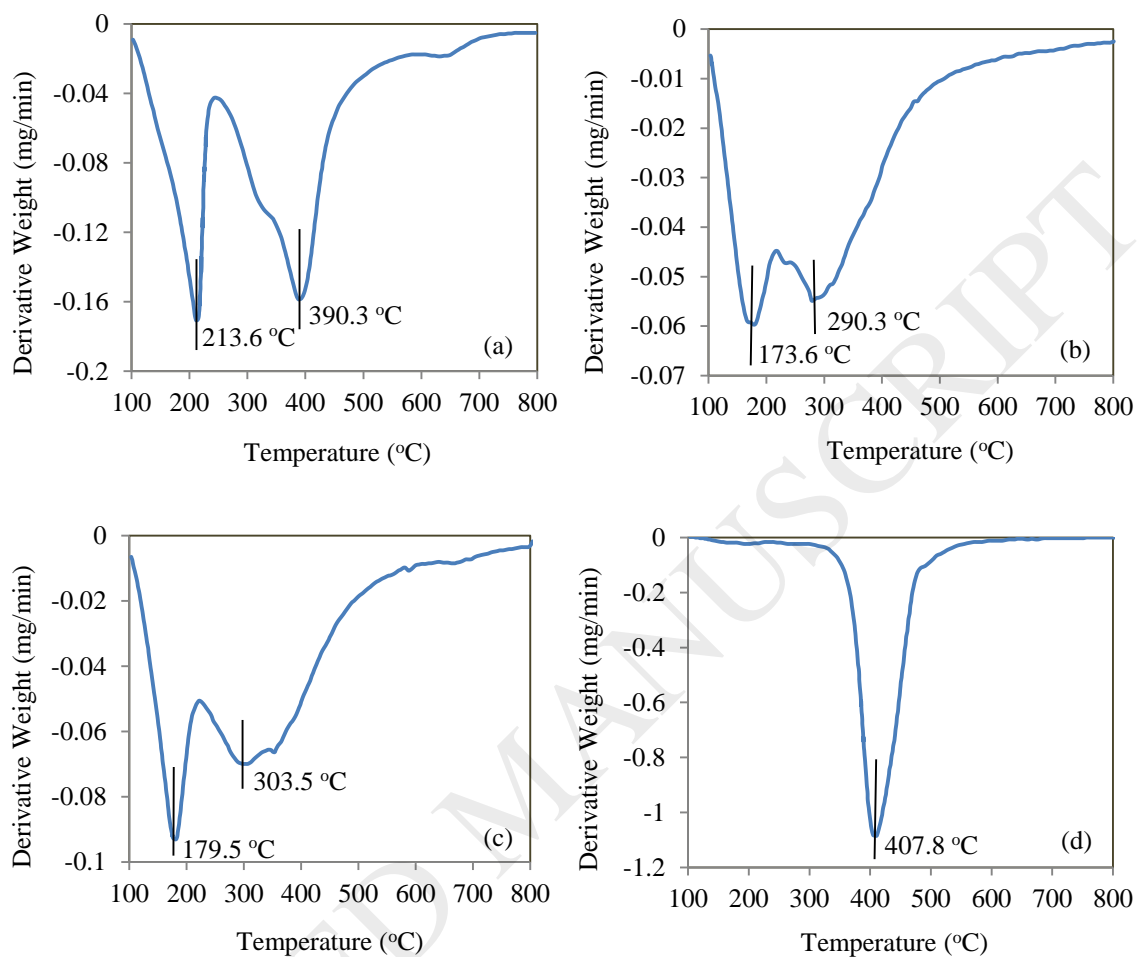 0
-0.04
-0.08
-0.12
-0.16
-0.2
100 200 300 400 500 600 700 800
Derivative Weight (mg/min)
Temperature (°C)
213.6 °C
390.3 °C
(a)
0
-0.01
-0.02
-0.03
-0.04
-0.05
-0.06
-0.07
100 200 300 400 500 600 700 800
Derivative Weight (mg/min)
Temperature (°C)
173.6 °C
290.3 °C
(b)
0
-0.02
-0.04
-0.06
-0.08
-0.1
100 200 300 400 500 600 700 800
Derivative Weight (mg/min)
Temperature (°C)
179.5 °C
303.5 °C
(c)
0
-0.2
-0.4
-0.6
-0.8
-1
-1.2
100 200 300 400 500 600 700 800
Derivative Weight (mg/min)
Temperature (°C)
407.8 °C
(d)
ED MANUSCRIPT